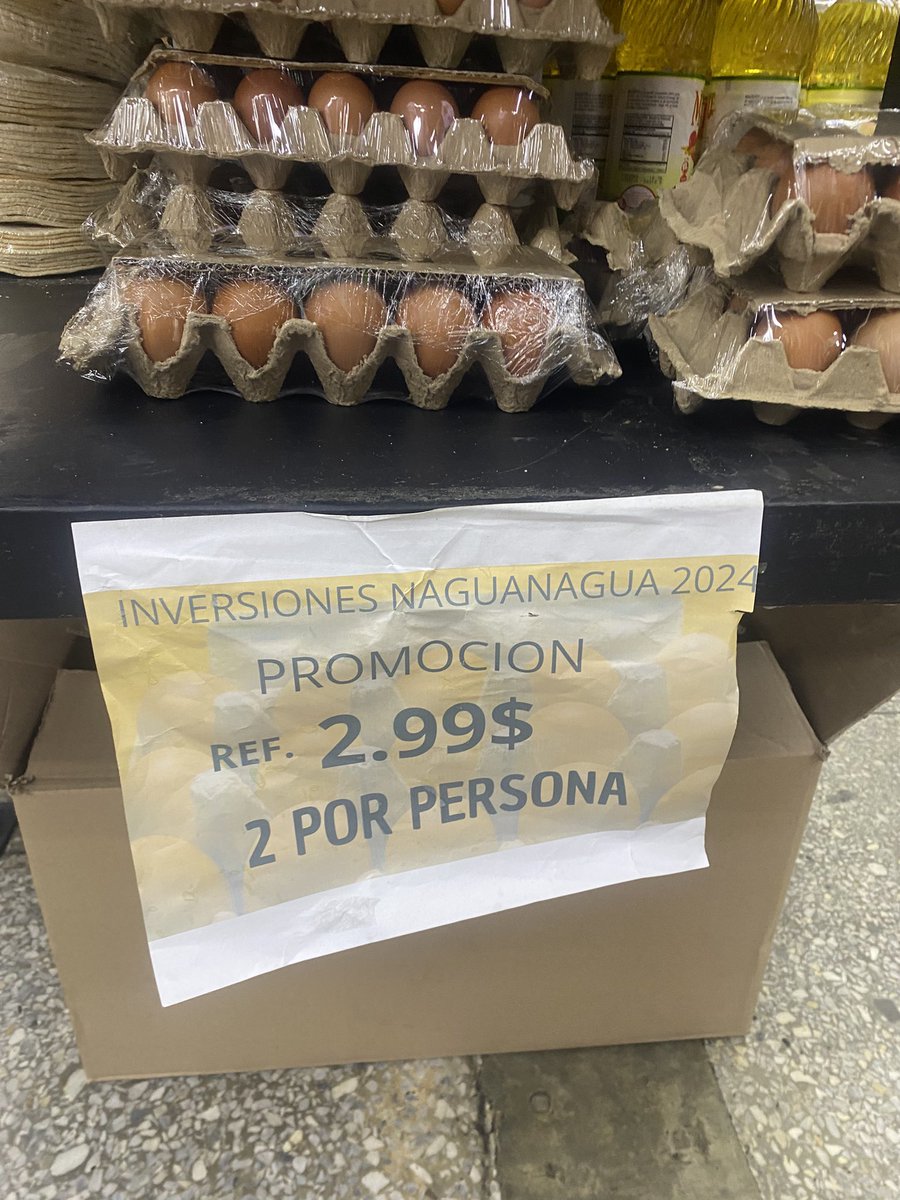 INVERSIONES NAGUANAGUA 2024
PROMOCION
REF. 2.99$
2 POR PERSONA